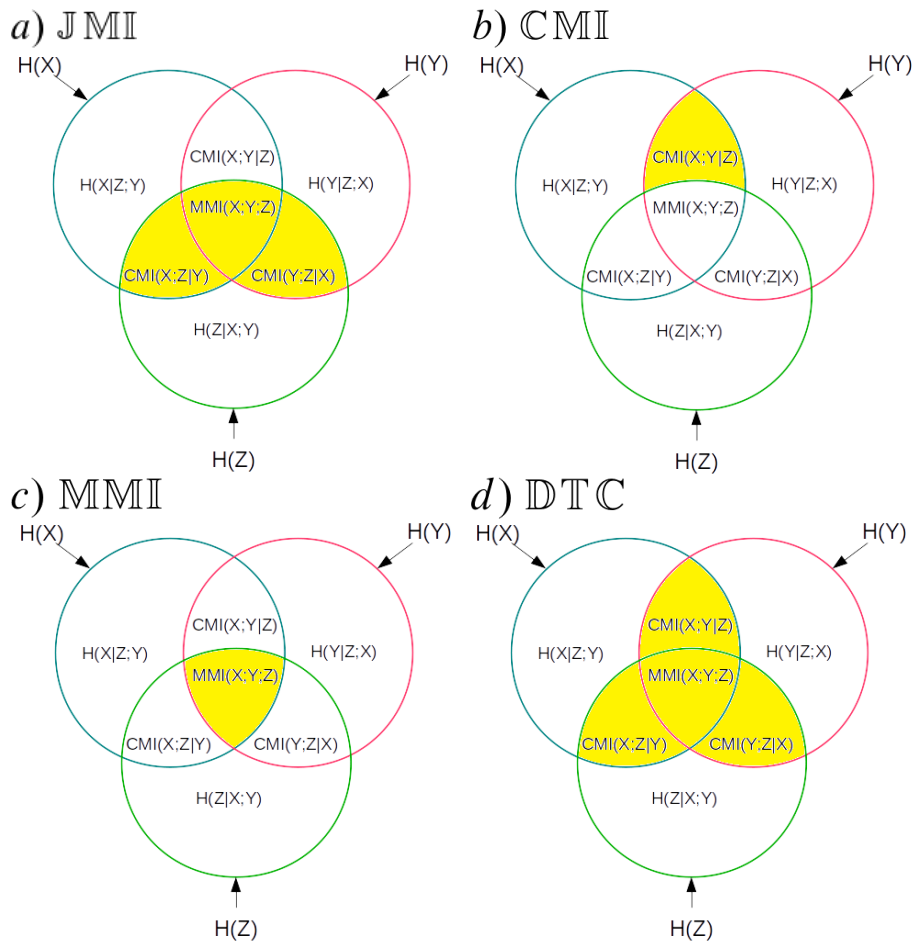 a) 𝕁𝕄𝕀
H(X)
H(Y)
CMI(X;Y|Z)
H(X|Z;Y)
H(Y|Z;X)
MMI(X;Y;Z)
CMI(X;Z|Y)
CMI(Y;Z|X)
H(Z|X;Y)
H(Z)
b) ℂ𝕄𝕀
H(X)
H(Y)
CMI(X;Y|Z)
H(X|Z;Y)
H(Y|Z;X)
MMI(X;Y;Z)
CMI(X;Z|Y)
CMI(Y;Z|X)
H(Z|X;Y)
H(Z)
c) 𝕄𝕄𝕀
H(X)
H(Y)
CMI(X;Y|Z)
H(X|Z;Y)
H(Y|Z;X)
MMI(X;Y;Z)
CMI(X;Z|Y)
CMI(Y;Z|X)
H(Z|X;Y)
H(Z)
d) 𝔻𝕋ℂ
H(X)
H(Y)
CMI(X;Y|Z)
H(X|Z;Y)
H(Y|Z;X)
MMI(X;Y;Z)
CMI(X;Z|Y)
CMI(Y;Z|X)
H(Z|X;Y)
H(Z)